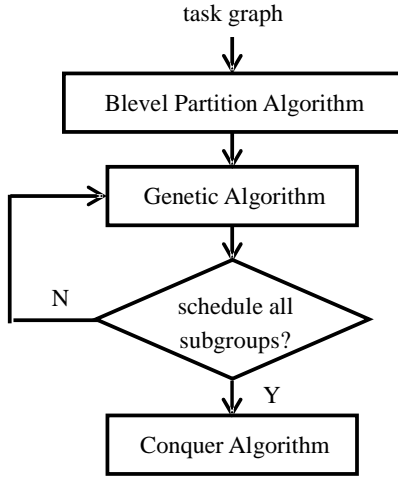 task graph
Blevel Partition Algorithm
Genetic Algorithm
N
schedule all
subgroups?
Y
Conquer Algorithm